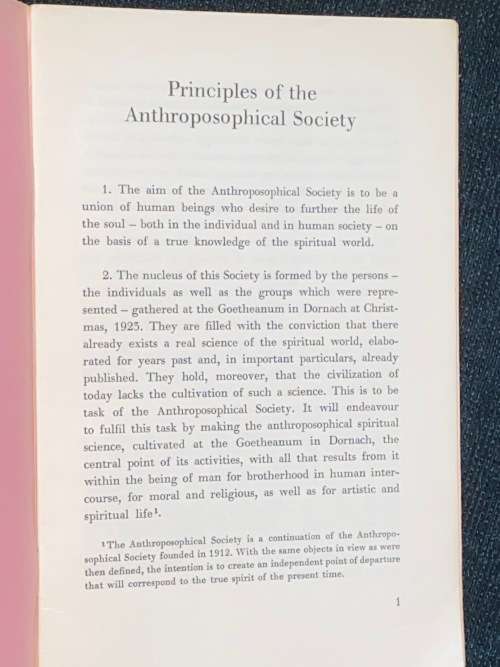 Principles of the
Anthroposophical Society
1. The aim of the Anthroposophical Society is to be a
union of human beings who desire to further the life of
the soul – both in the individual and in human society – on
the basis of a true knowledge of the spiritual world.
2. The nucleus of this Society is formed by the persons –
the individuals as well as the groups which were repre-
sented – gathered at the Goetheanum in Dornach at Christ-
mas, 1923. They are filled with the conviction that there
already exists a real science of the spiritual world, elabo-
rated for years past and, in important particulars, already
published. They hold, moreover, that the civilization of
today lacks the cultivation of such a science. This is to be
task of the Anthroposophical Society. It will endeavour
to fulfil this task by making the anthroposophical spiritual
science, cultivated at the Goetheanum in Dornach, the
central point of its activities, with all that results from it
within the being of man for brotherhood in human inter-
course, for moral and religious, as well as for artistic and
spiritual life¹.
¹The Anthroposophical Society is a continuation of the Anthropo-
sophical Society founded in 1912. With the same objects in view as were
then defined, the intention is to create an independent point of departure
that will correspond to the true spirit of the present time.
1